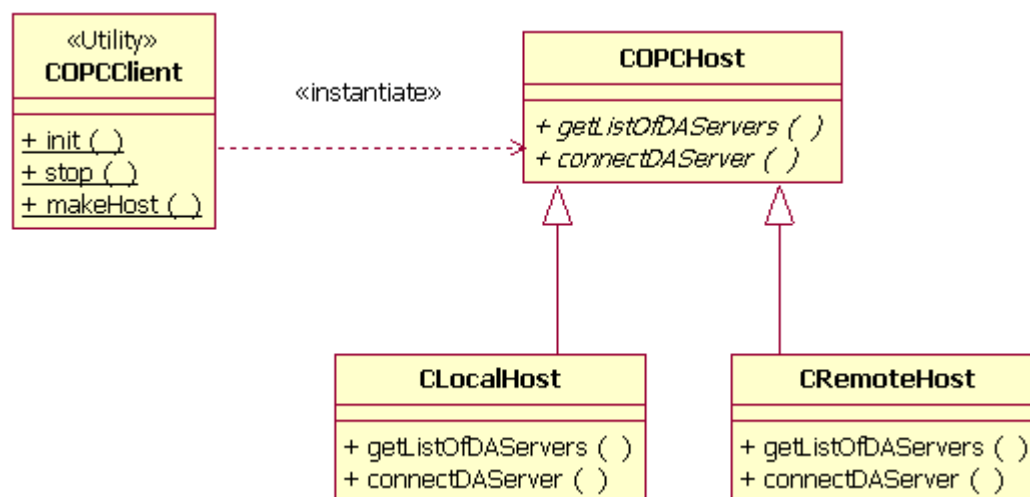 «Utility»
COPCClient
+ init ( )
+ stop ( )
+ makeHost ( )
«instantiate»
COPCHost
+ getListOfDAServers ( )
+ connectDAServer ( )
CLocalHost
+ getListOfDAServers ( )
+ connectDAServer ( )
CRemoteHost
+ getListOfDAServers ( )
+ connectDAServer ( )